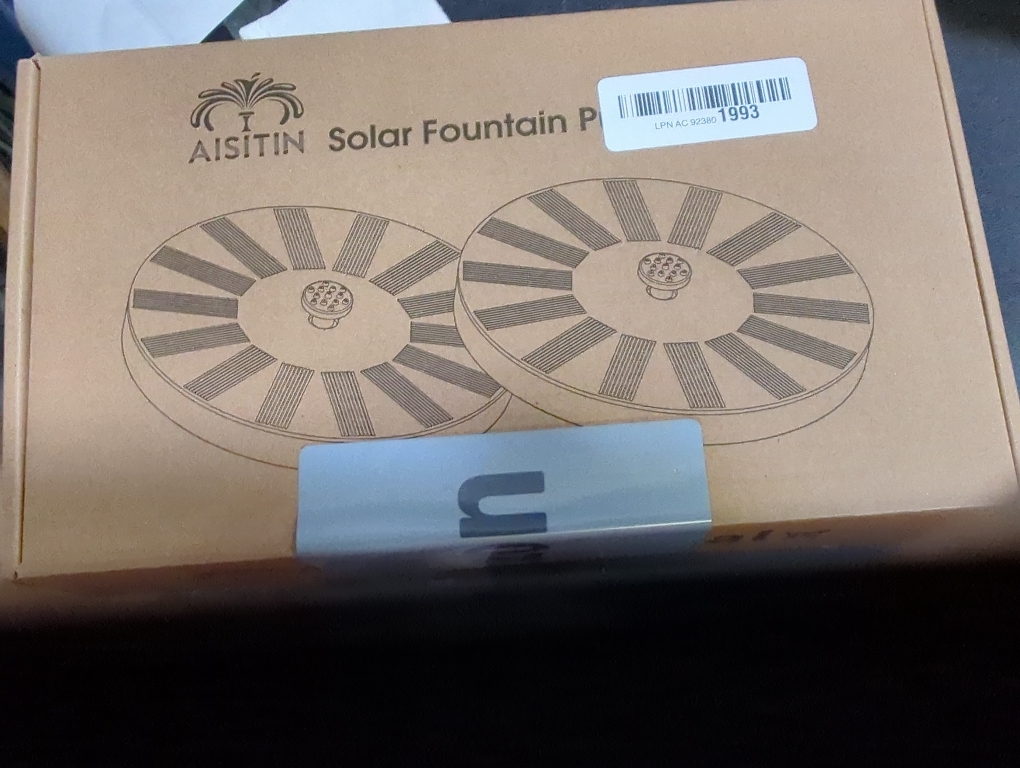 AISITIN
Solar Fountain P
LPN AC 92380 1993